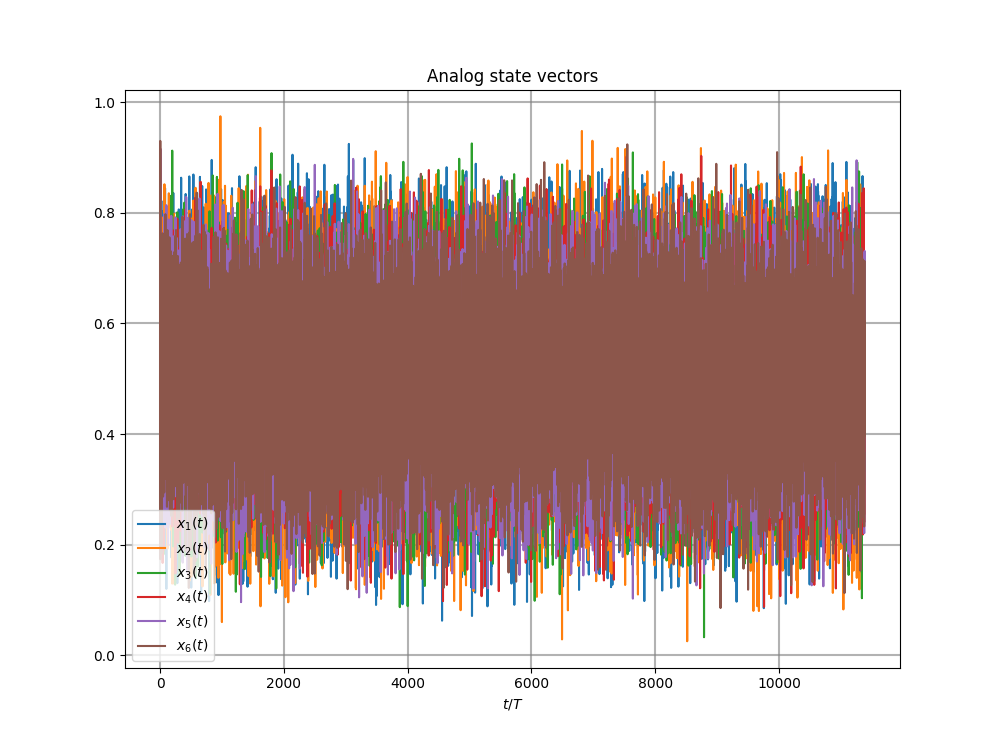 Analog state vectors
1.0
0.8
0.6
0.4
0.2
0.0
x₁(t)
x₂(t)
x₃(t)
x₄(t)
x₅(t)
x₆(t)
0 2000 4000 6000 8000 10000
t/T